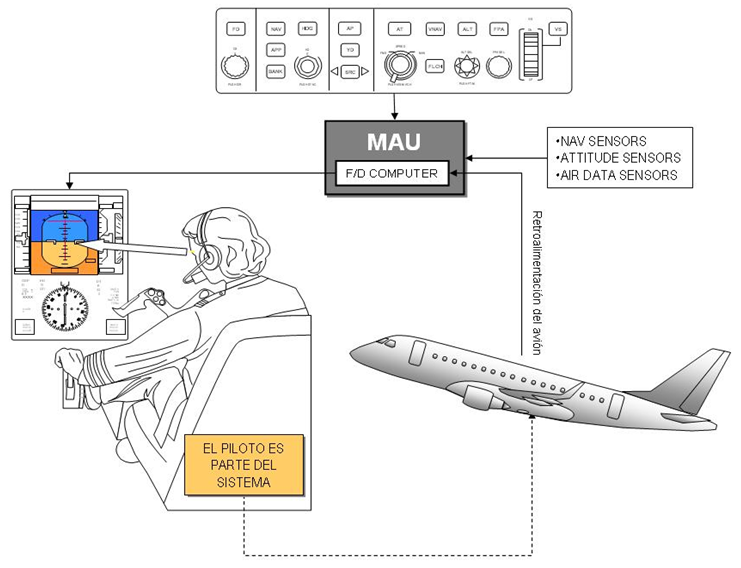 FD
NAV
HDG
AP
AT
VNAV
ALT
FPA
VS
APP
YD
BANK
SRC
FLCH
MAU
F/D COMPUTER
•NAV SENSORS
•ATTITUDE SENSORS
•AIR DATA SENSORS
Retroalimentación del avión
EL PILOTO ES
PARTE DEL
SISTEMA